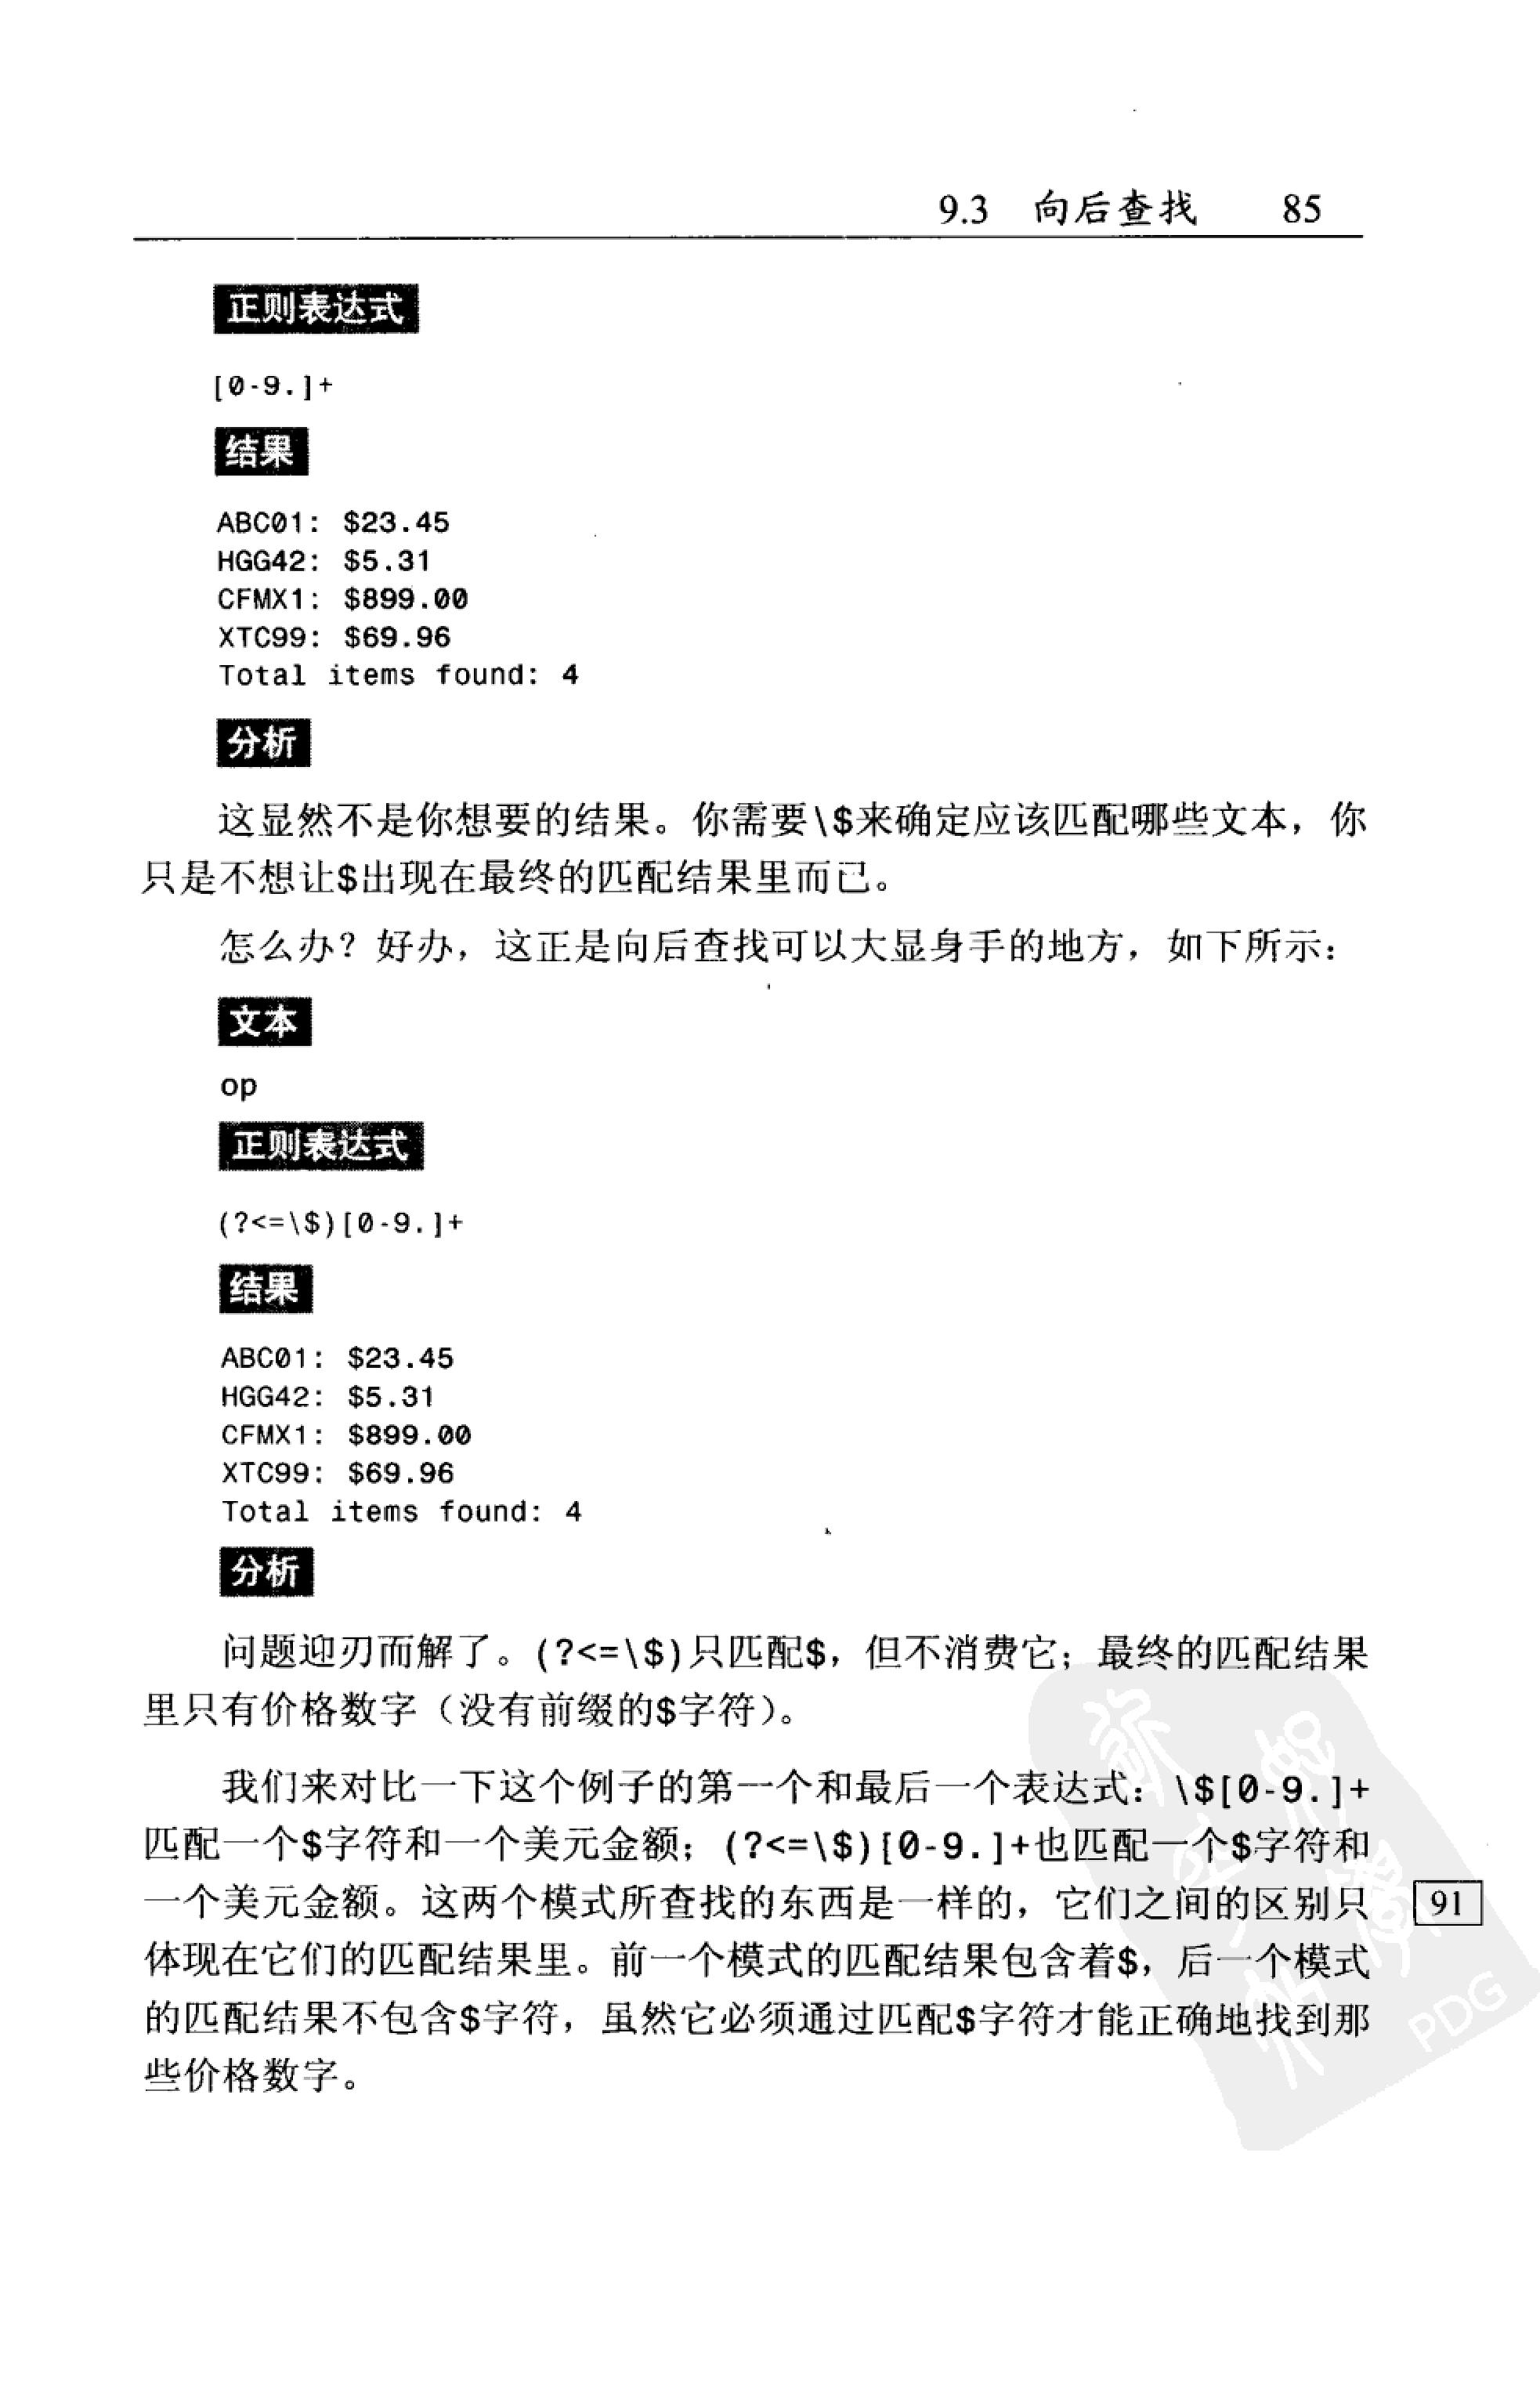 9.3 向后查找 85
正则表达式
[0-9.]+
结果
ABC01: $23.45
HGG42: $5.31
CFMX1: $899.00
XTC99: $69.96
Total items found: 4
分析
这显然不是你想要的结果。你需要\$来确定应该匹配哪些文本，你
只是不想让$出现在最终的匹配结果里而已。
怎么办？好办，这正是向后查找可以大显身手的地方，如下所示：
文本
op
正则表达式
(?<=\$)[0-9.]+
结果
ABC01: $23.45
HGG42: $5.31
CFMX1: $899.00
XTC99: $69.96
Total items found: 4
分析
问题迎刃而解了。(?<=\$)只匹配$，但不消费它；最终的匹配结果
里只有价格数字（没有前缀的$字符）。
我们来对比一下这个例子的第一个和最后一个表达式：\$[0-9.]+
匹配一个$字符和一个美元金额；(?<=\$)[0-9.]+也匹配一个$字符和
一个美元金额。这两个模式所查找的东西是一样的，它们之间的区别只
91
体现在它们的匹配结果里。前一个模式的匹配结果包含着$，后一个模式
的匹配结果不包含$字符，虽然它必须通过匹配$字符才能正确地找到那
些价格数字。
PDG